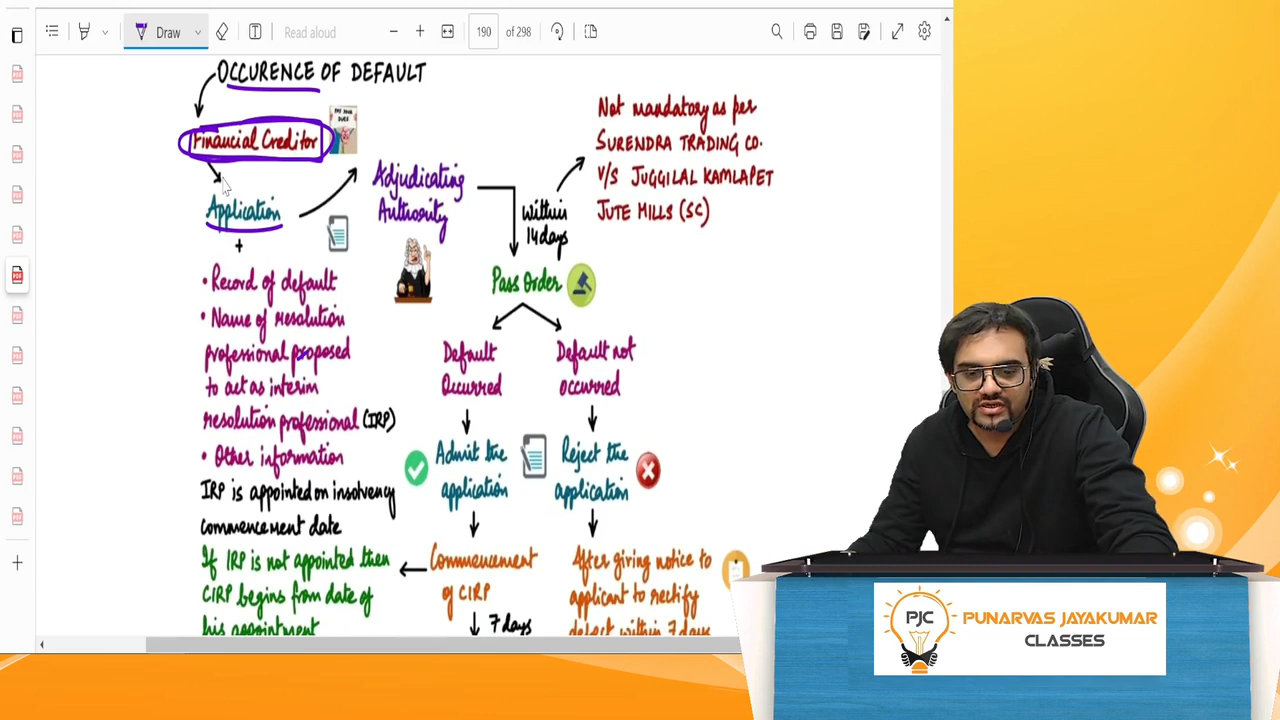 Draw
Read aloud
190
of 298
OCCURENCE OF DEFAULT
Financial Creditor
Application
+
• Record of default
• Name of resolution
professional proposed
to act as interim
resolution professional (IRP)
• Other information
IRP is appointed on insolvency
commencement date
If IRP is not appointed then
CIRP begins from date of
his appointment
Adjudicating
Authority
Within
14 days
Not mandatory as per
SURENDRA TRADING CO.
V/S JUGGILAL KAMLAPET
JUTE MILLS (SC)
Pass Order
Default
Occurred
Admit the
application
Commencement
of CIRP
7 days
Default not
occurred
Reject the
application
After giving notice to
applicant to rectify
defect within 7 days
PJC
PUNARVAS JAYAKUMAR
CLASSES